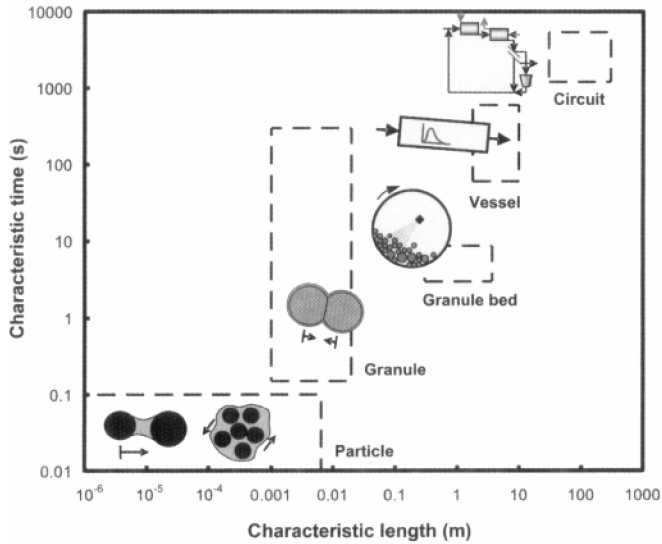 10000
1000
100
10
1
0.1
0.01
Characteristic time (s)
Circuit
Vessel
Granule bed
Granule
Particle
10-6
10-5
10-4
0.001
0.01
0.1
1
10
100
1000
Characteristic length (m)